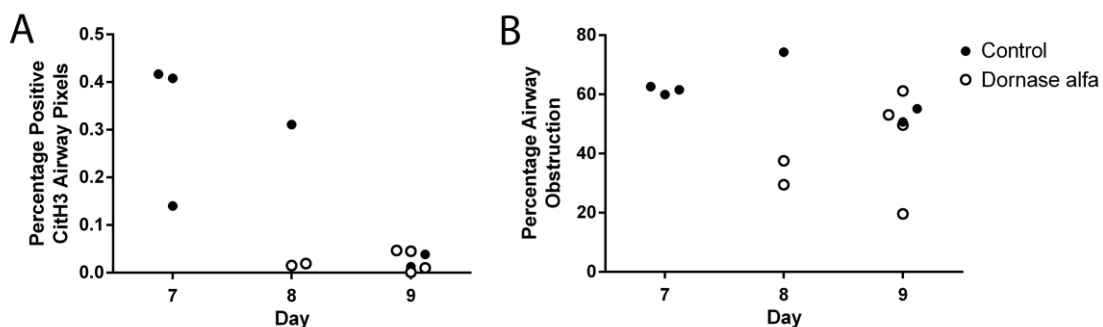 A
Percentage Positive
CitH3 Airway Pixels
0.5
0.4
0.3
0.2
0.1
0.0
7
8
9
Day
B
Percentage Airway
Obstruction
80
60
40
20
0
7
8
9
Day
Control
Dornase alfa